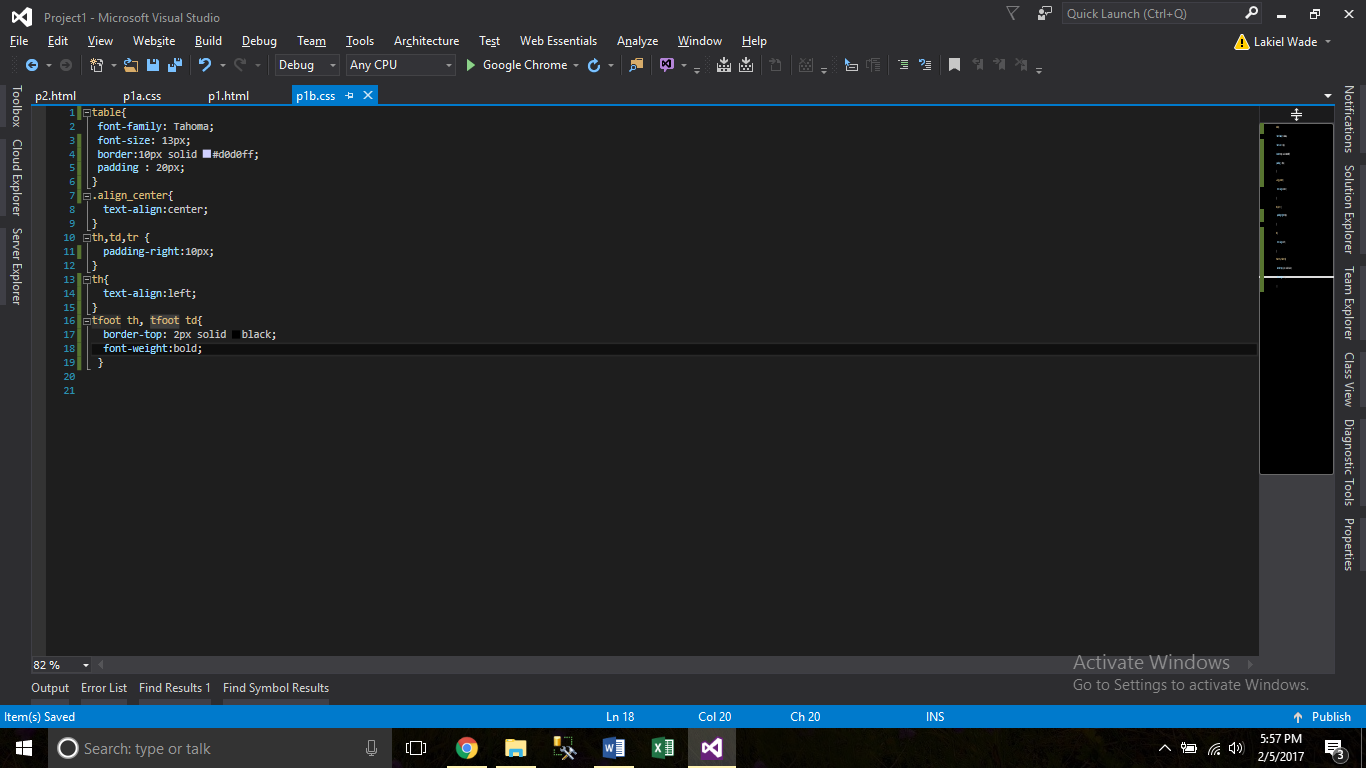 Project1 - Microsoft Visual Studio
Quick Launch (Ctrl+Q)
File Edit View Website Build Debug Team Tools Architecture Test Web Essentials Analyze Window Help
Lakiel Wade
Debug Any CPU Google Chrome
p2.html p1a.css p1.html p1b.css
Toolbox
Cloud Explorer
Server Explorer
1 table{
2 font-family: Tahoma;
3 font-size: 13px;
4 border:10px solid #d0d0ff;
5 padding : 20px;
6 }
7 .align_center{
8 text-align:center;
9 }
10 th,td,tr {
11 padding-right:10px;
12 }
13 th{
14 text-align:left;
15 }
16 tfoot th, tfoot td{
17 border-top: 2px solid black;
18 font-weight:bold;
19 }
20
21
Notifications
Solution Explorer
Team Explorer
Class View
Diagnostic Tools
Properties
82 %
Activate Windows
Go to Settings to activate Windows.
Output Error List Find Results 1 Find Symbol Results
Item(s) Saved Ln 18 Col 20 Ch 20 INS Publish
Search: type or talk
5:57 PM
2/5/2017
3